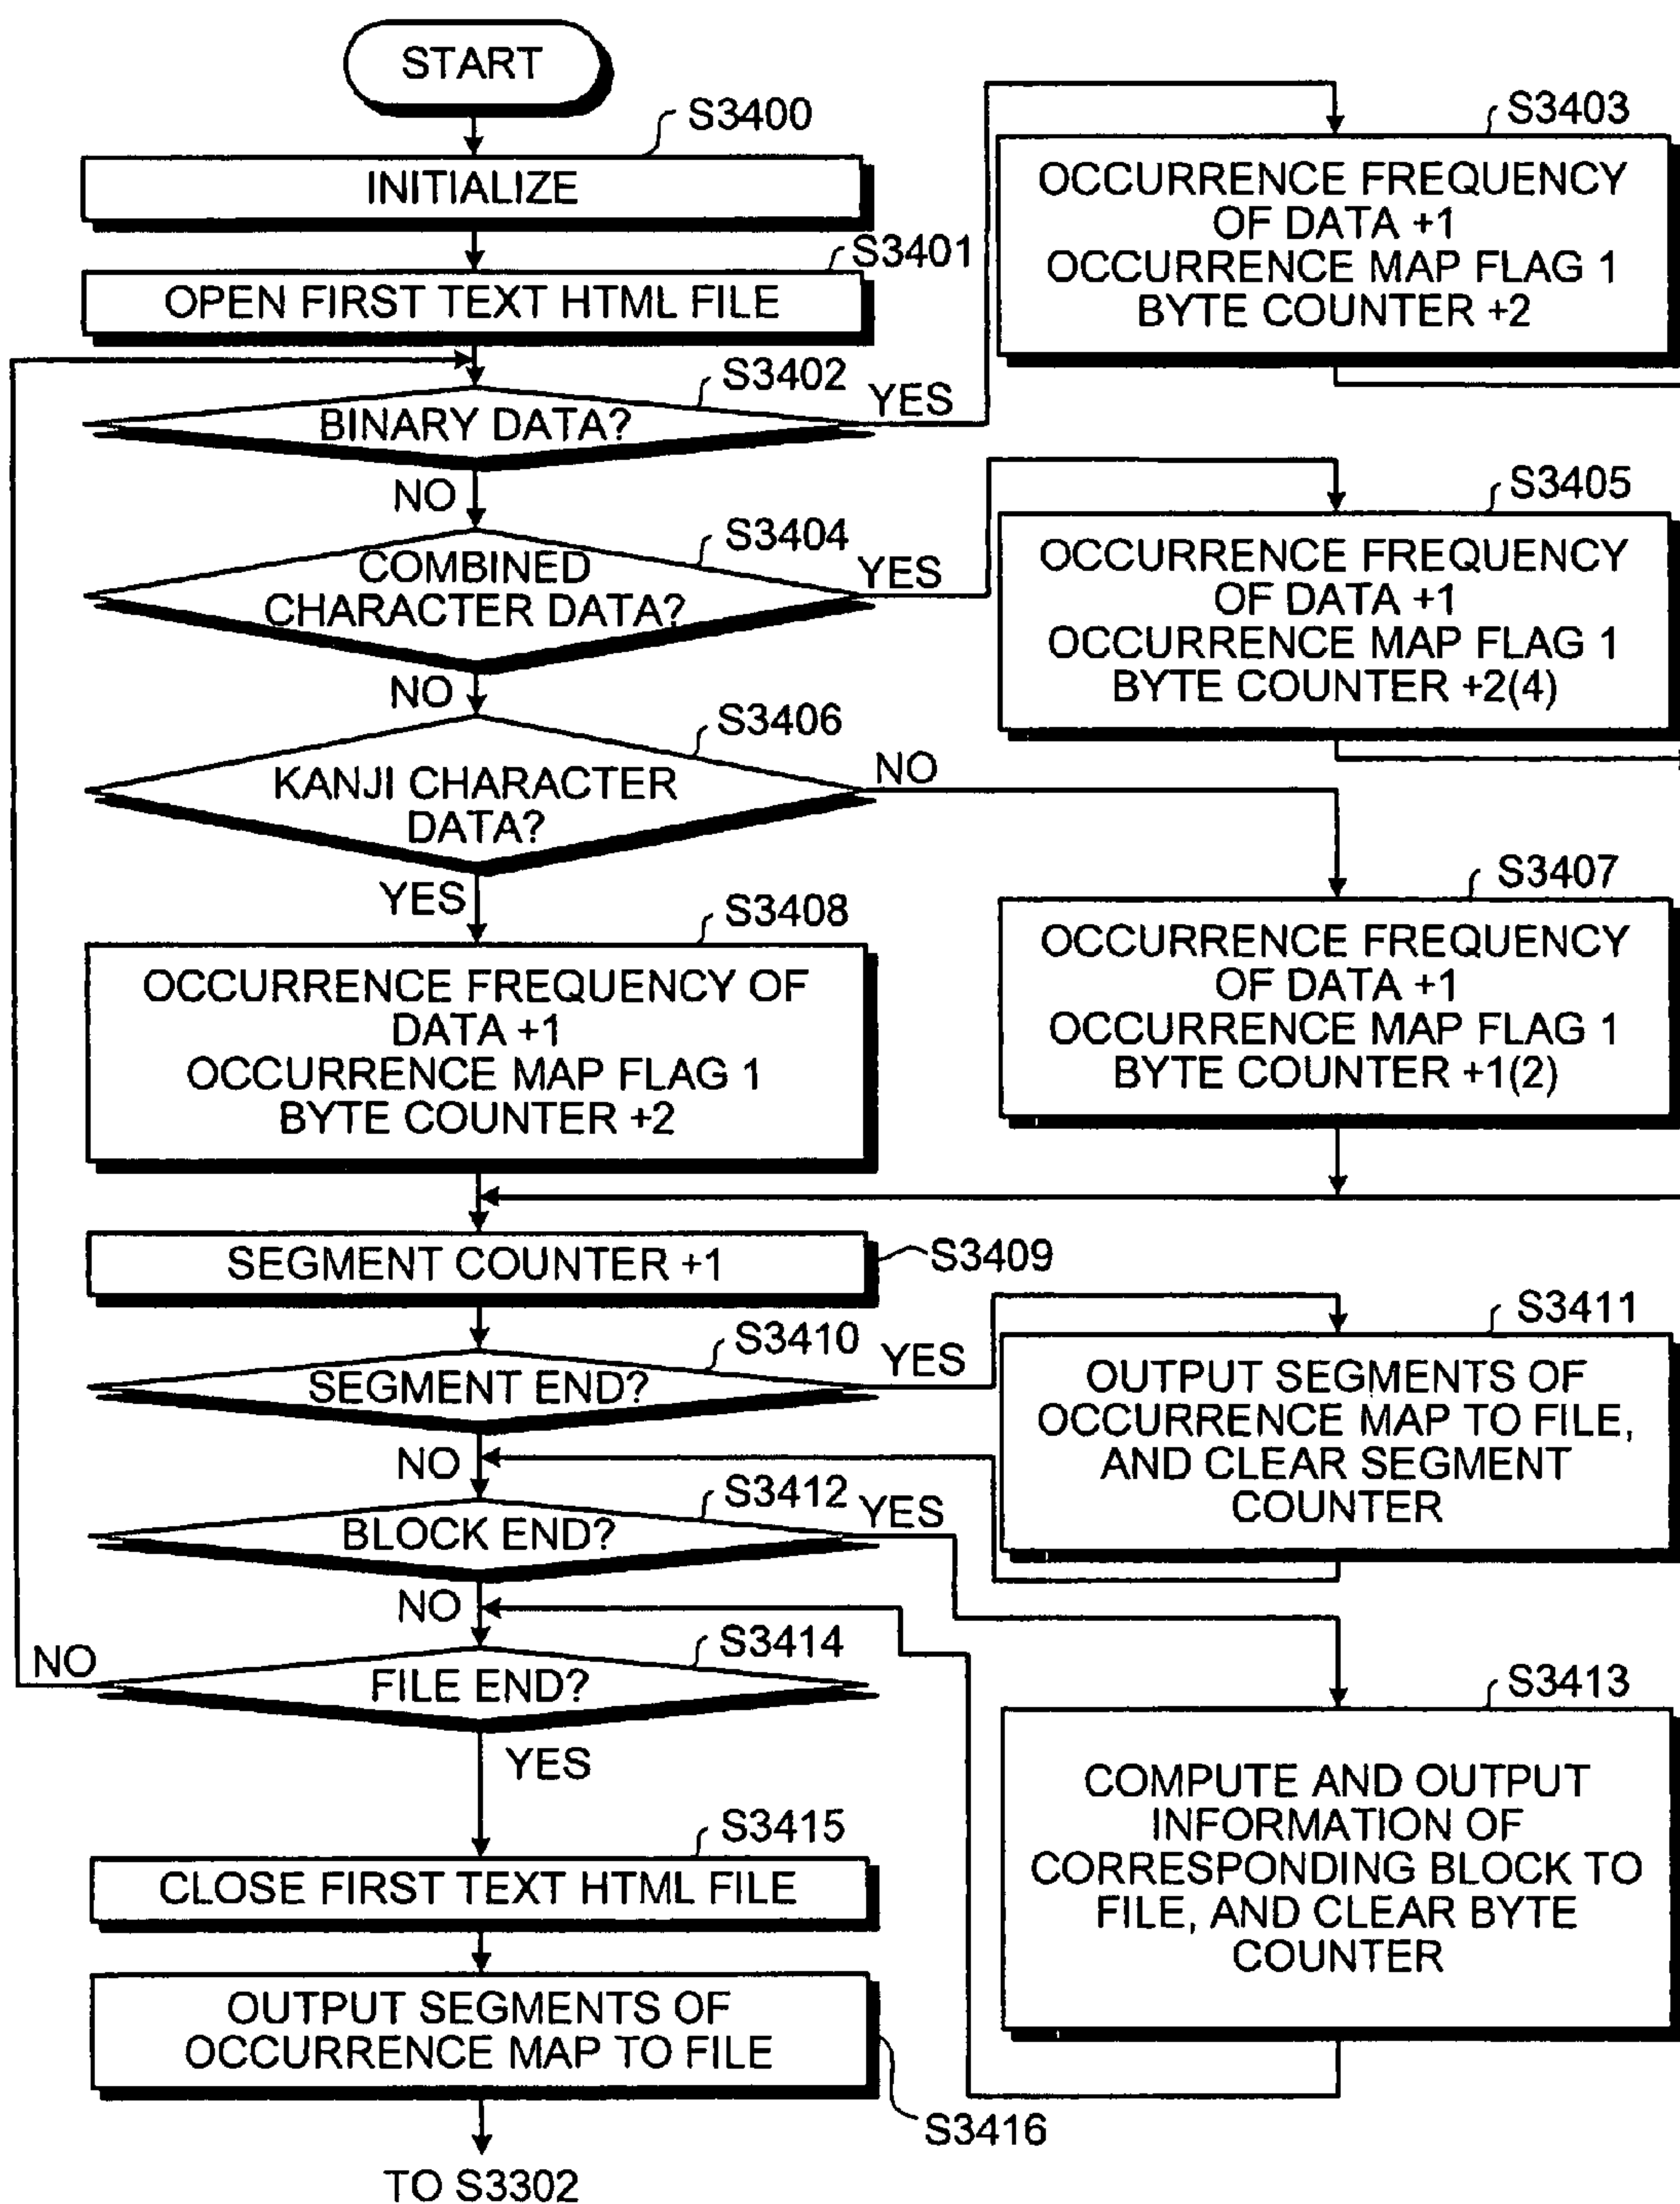 START
S3400
INITIALIZE
S3401
OPEN FIRST TEXT HTML FILE
S3402
BINARY DATA?
YES
NO
S3403
OCCURRENCE FREQUENCY
OF DATA +1
OCCURRENCE MAP FLAG 1
BYTE COUNTER +2
S3404
COMBINED
CHARACTER DATA?
YES
NO
S3405
OCCURRENCE FREQUENCY
OF DATA +1
OCCURRENCE MAP FLAG 1
BYTE COUNTER +2(4)
S3406
KANJI CHARACTER
DATA?
NO
YES
S3407
OCCURRENCE FREQUENCY
OF DATA +1
OCCURRENCE MAP FLAG 1
BYTE COUNTER +1(2)
S3408
OCCURRENCE FREQUENCY OF
DATA +1
OCCURRENCE MAP FLAG 1
BYTE COUNTER +2
SEGMENT COUNTER +1
S3409
S3410
SEGMENT END?
YES
NO
S3411
OUTPUT SEGMENTS OF
OCCURRENCE MAP TO FILE,
AND CLEAR SEGMENT
COUNTER
S3412
BLOCK END?
YES
NO
S3413
COMPUTE AND OUTPUT
INFORMATION OF
CORRESPONDING BLOCK TO
FILE, AND CLEAR BYTE
COUNTER
S3414
FILE END?
NO
YES
S3415
CLOSE FIRST TEXT HTML FILE
OUTPUT SEGMENTS OF
OCCURRENCE MAP TO FILE
S3416
TO S3302